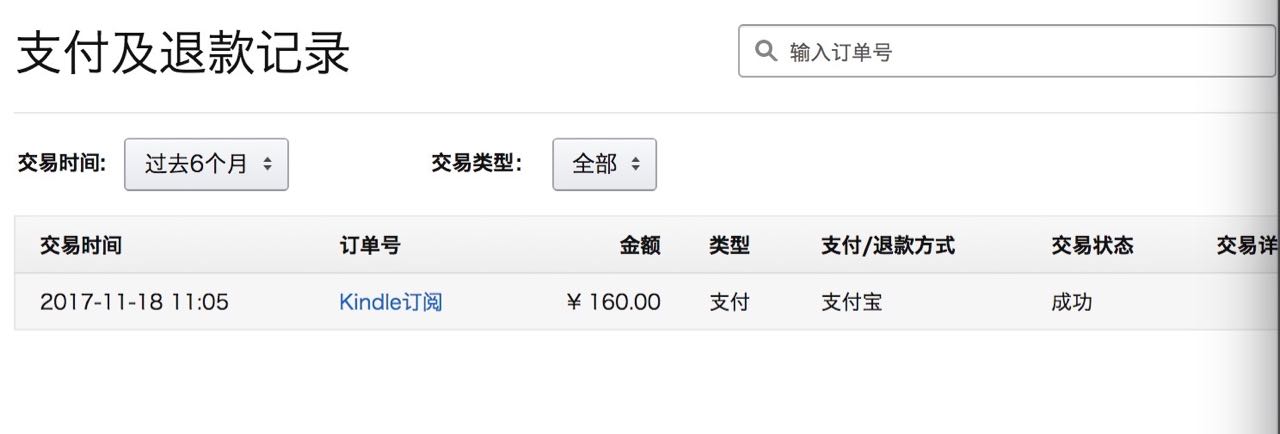 支付及退款记录
输入订单号
交易时间: 过去6个月 交易类型: 全部
交易时间 订单号 金额 类型 支付/退款方式 交易状态 交易详
2017-11-18 11:05 Kindle订阅 ￥ 160.00 支付 支付宝 成功